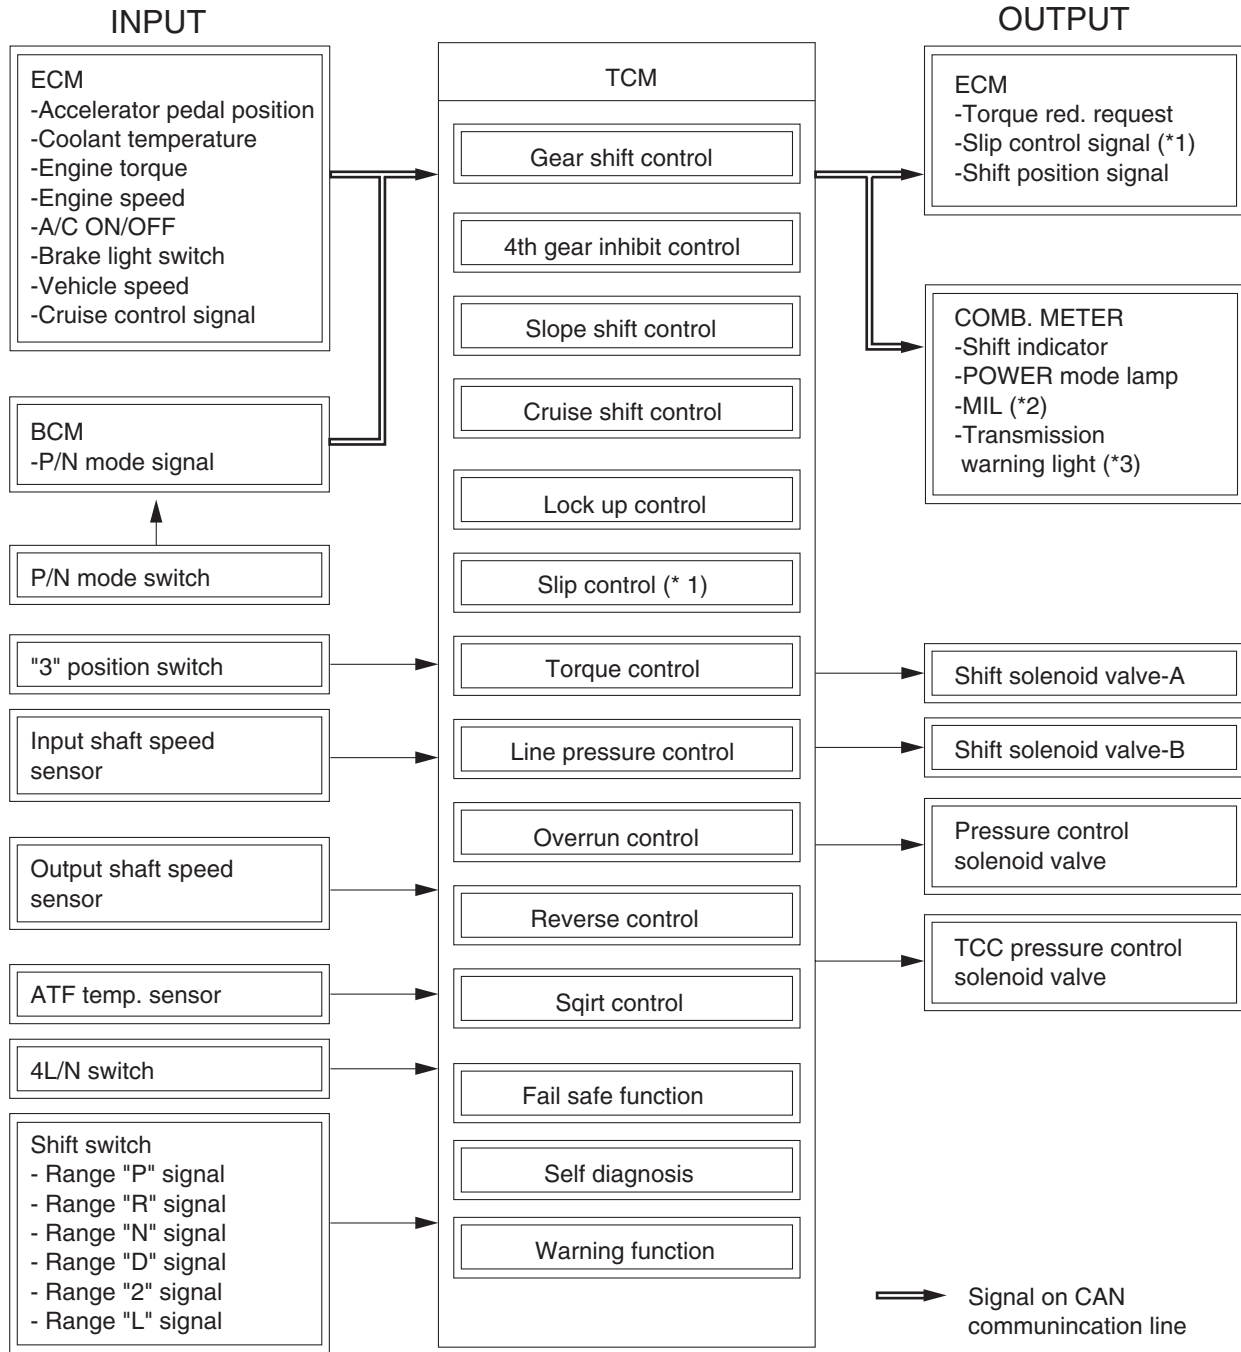 INPUT
ECM
-Accelerator pedal position
-Coolant temperature
-Engine torque
-Engine speed
-A/C ON/OFF
-Brake light switch
-Vehicle speed
-Cruise control signal
BCM
-P/N mode signal
P/N mode switch
"3" position switch
Input shaft speed
sensor
Output shaft speed
sensor
ATF temp. sensor
4L/N switch
Shift switch
- Range "P" signal
- Range "R" signal
- Range "N" signal
- Range "D" signal
- Range "2" signal
- Range "L" signal
TCM
Gear shift control
4th gear inhibit control
Slope shift control
Cruise shift control
Lock up control
Slip control (* 1)
Torque control
Line pressure control
Overrun control
Reverse control
Sqirt control
Fail safe function
Self diagnosis
Warning function
OUTPUT
ECM
-Torque red. request
-Slip control signal (*1)
-Shift position signal
COMB. METER
-Shift indicator
-POWER mode lamp
-MIL (*2)
-Transmission
warning light (*3)
Shift solenoid valve-A
Shift solenoid valve-B
Pressure control
solenoid valve
TCC pressure control
solenoid valve
Signal on CAN
communincation line